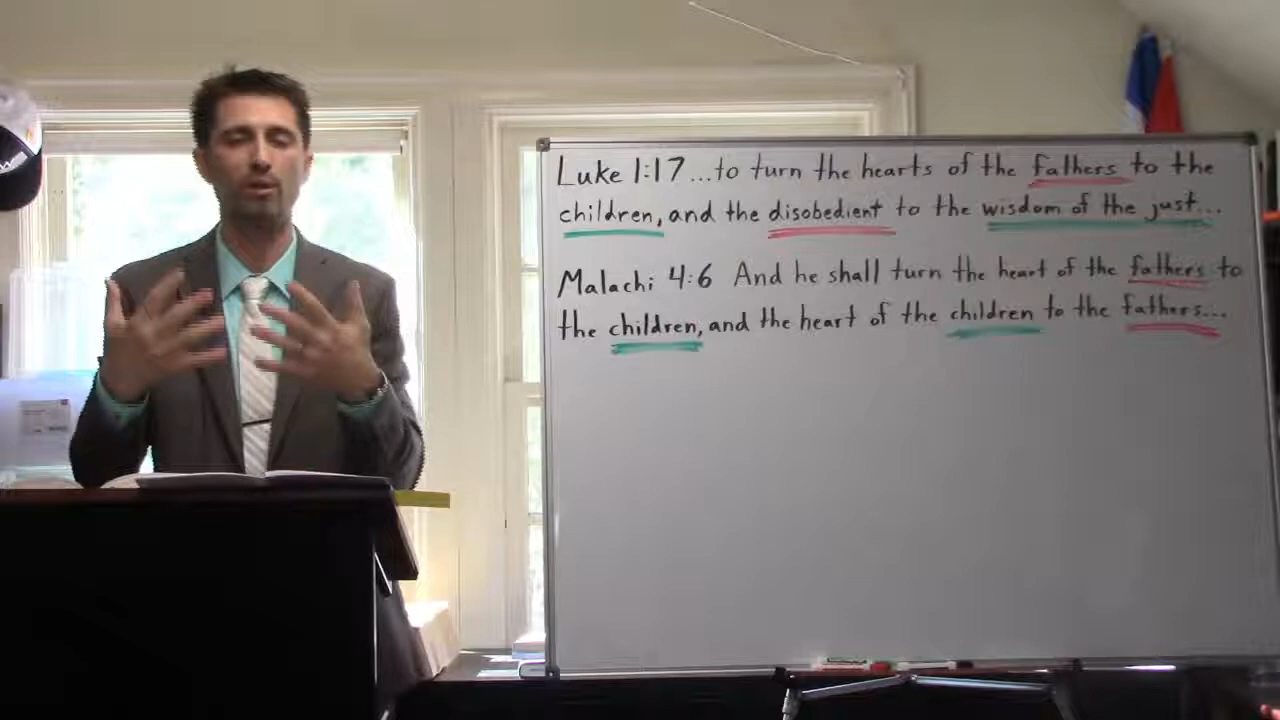 Luke 1:17 ...to turn the hearts of the fathers to the
children, and the disobedient to the wisdom of the just...
Malachi 4:6 And he shall turn the heart of the fathers to
the children, and the heart of the children to the fathers...